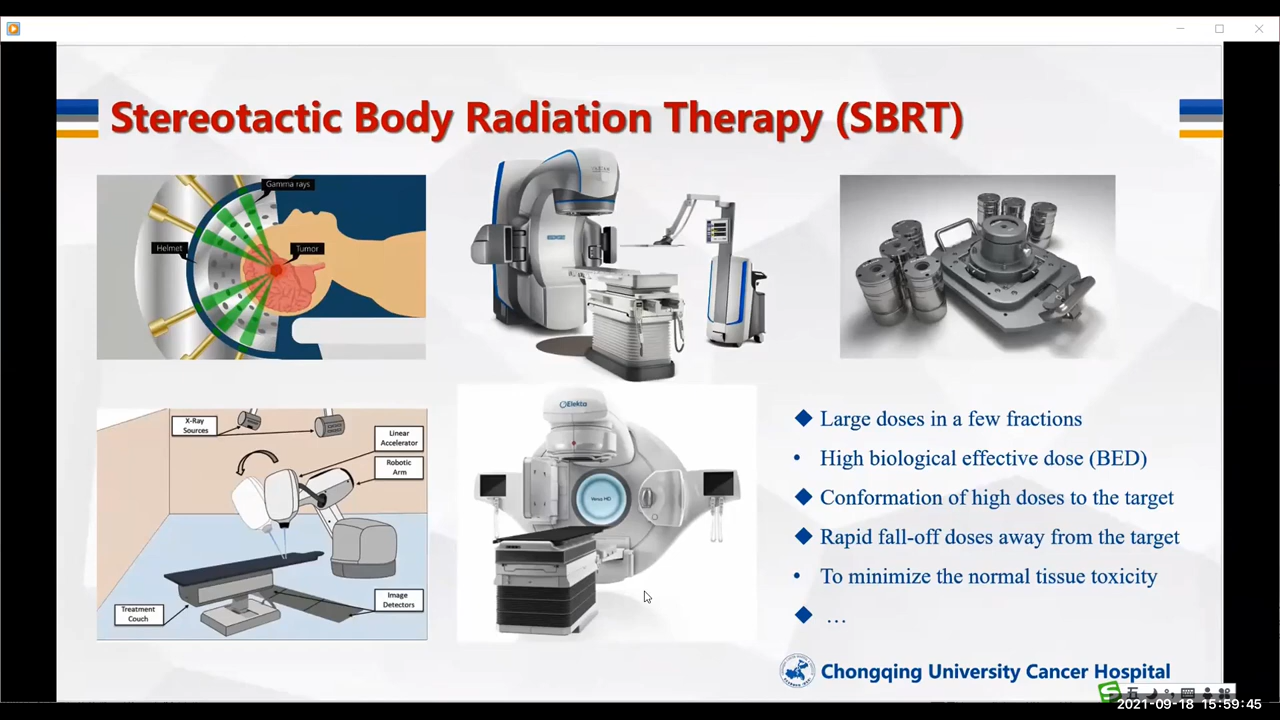 Stereotactic Body Radiation Therapy (SBRT)
Gamma rays
Helmet
Tumor
X-Ray
Sources
Linear
Accelerator
Robotic
Arm
Treatment
Couch
Image
Detectors
Elekta
Versa HD
Large doses in a few fractions
High biological effective dose (BED)
Conformation of high doses to the target
Rapid fall-off doses away from the target
To minimize the normal tissue toxicity
…
Chongqing University Cancer Hospital
五
2021-09-18 15:59:45